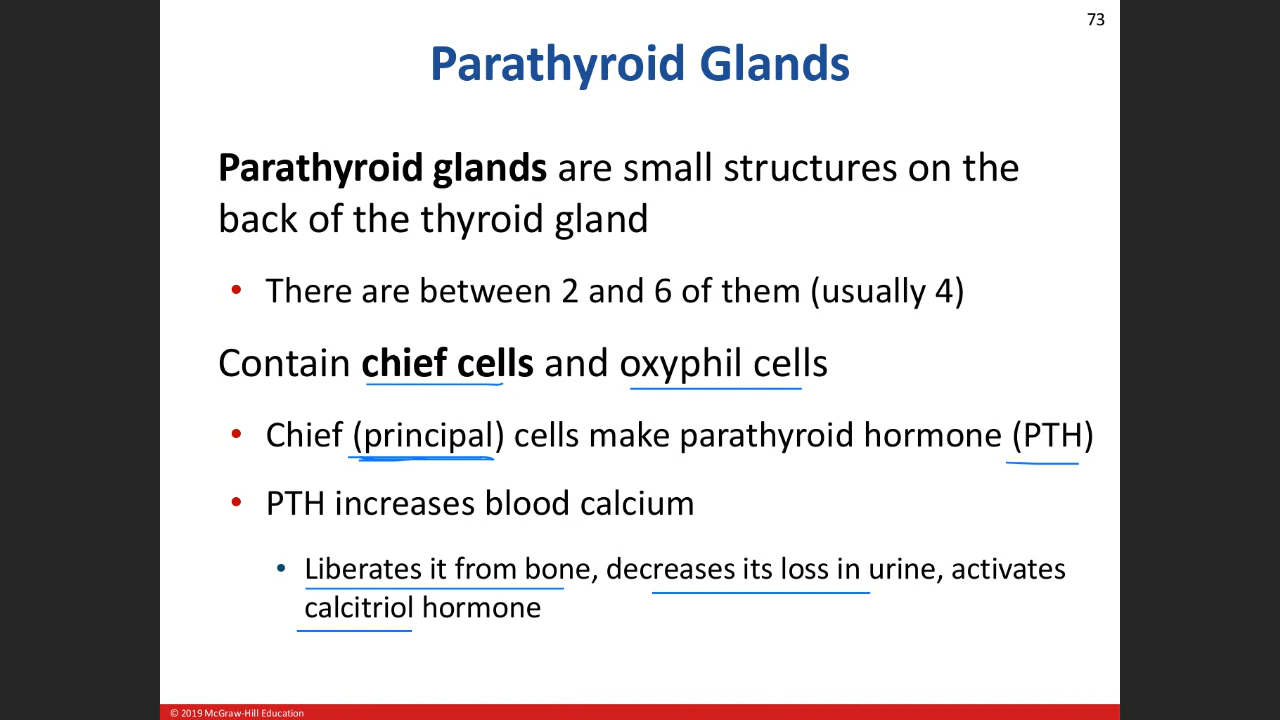 73
Parathyroid Glands
Parathyroid glands are small structures on the
back of the thyroid gland
• There are between 2 and 6 of them (usually 4)
Contain chief cells and oxyphil cells
• Chief (principal) cells make parathyroid hormone (PTH)
• PTH increases blood calcium
• Liberates it from bone, decreases its loss in urine, activates
calcitriol hormone
© 2019 McGraw-Hill Education